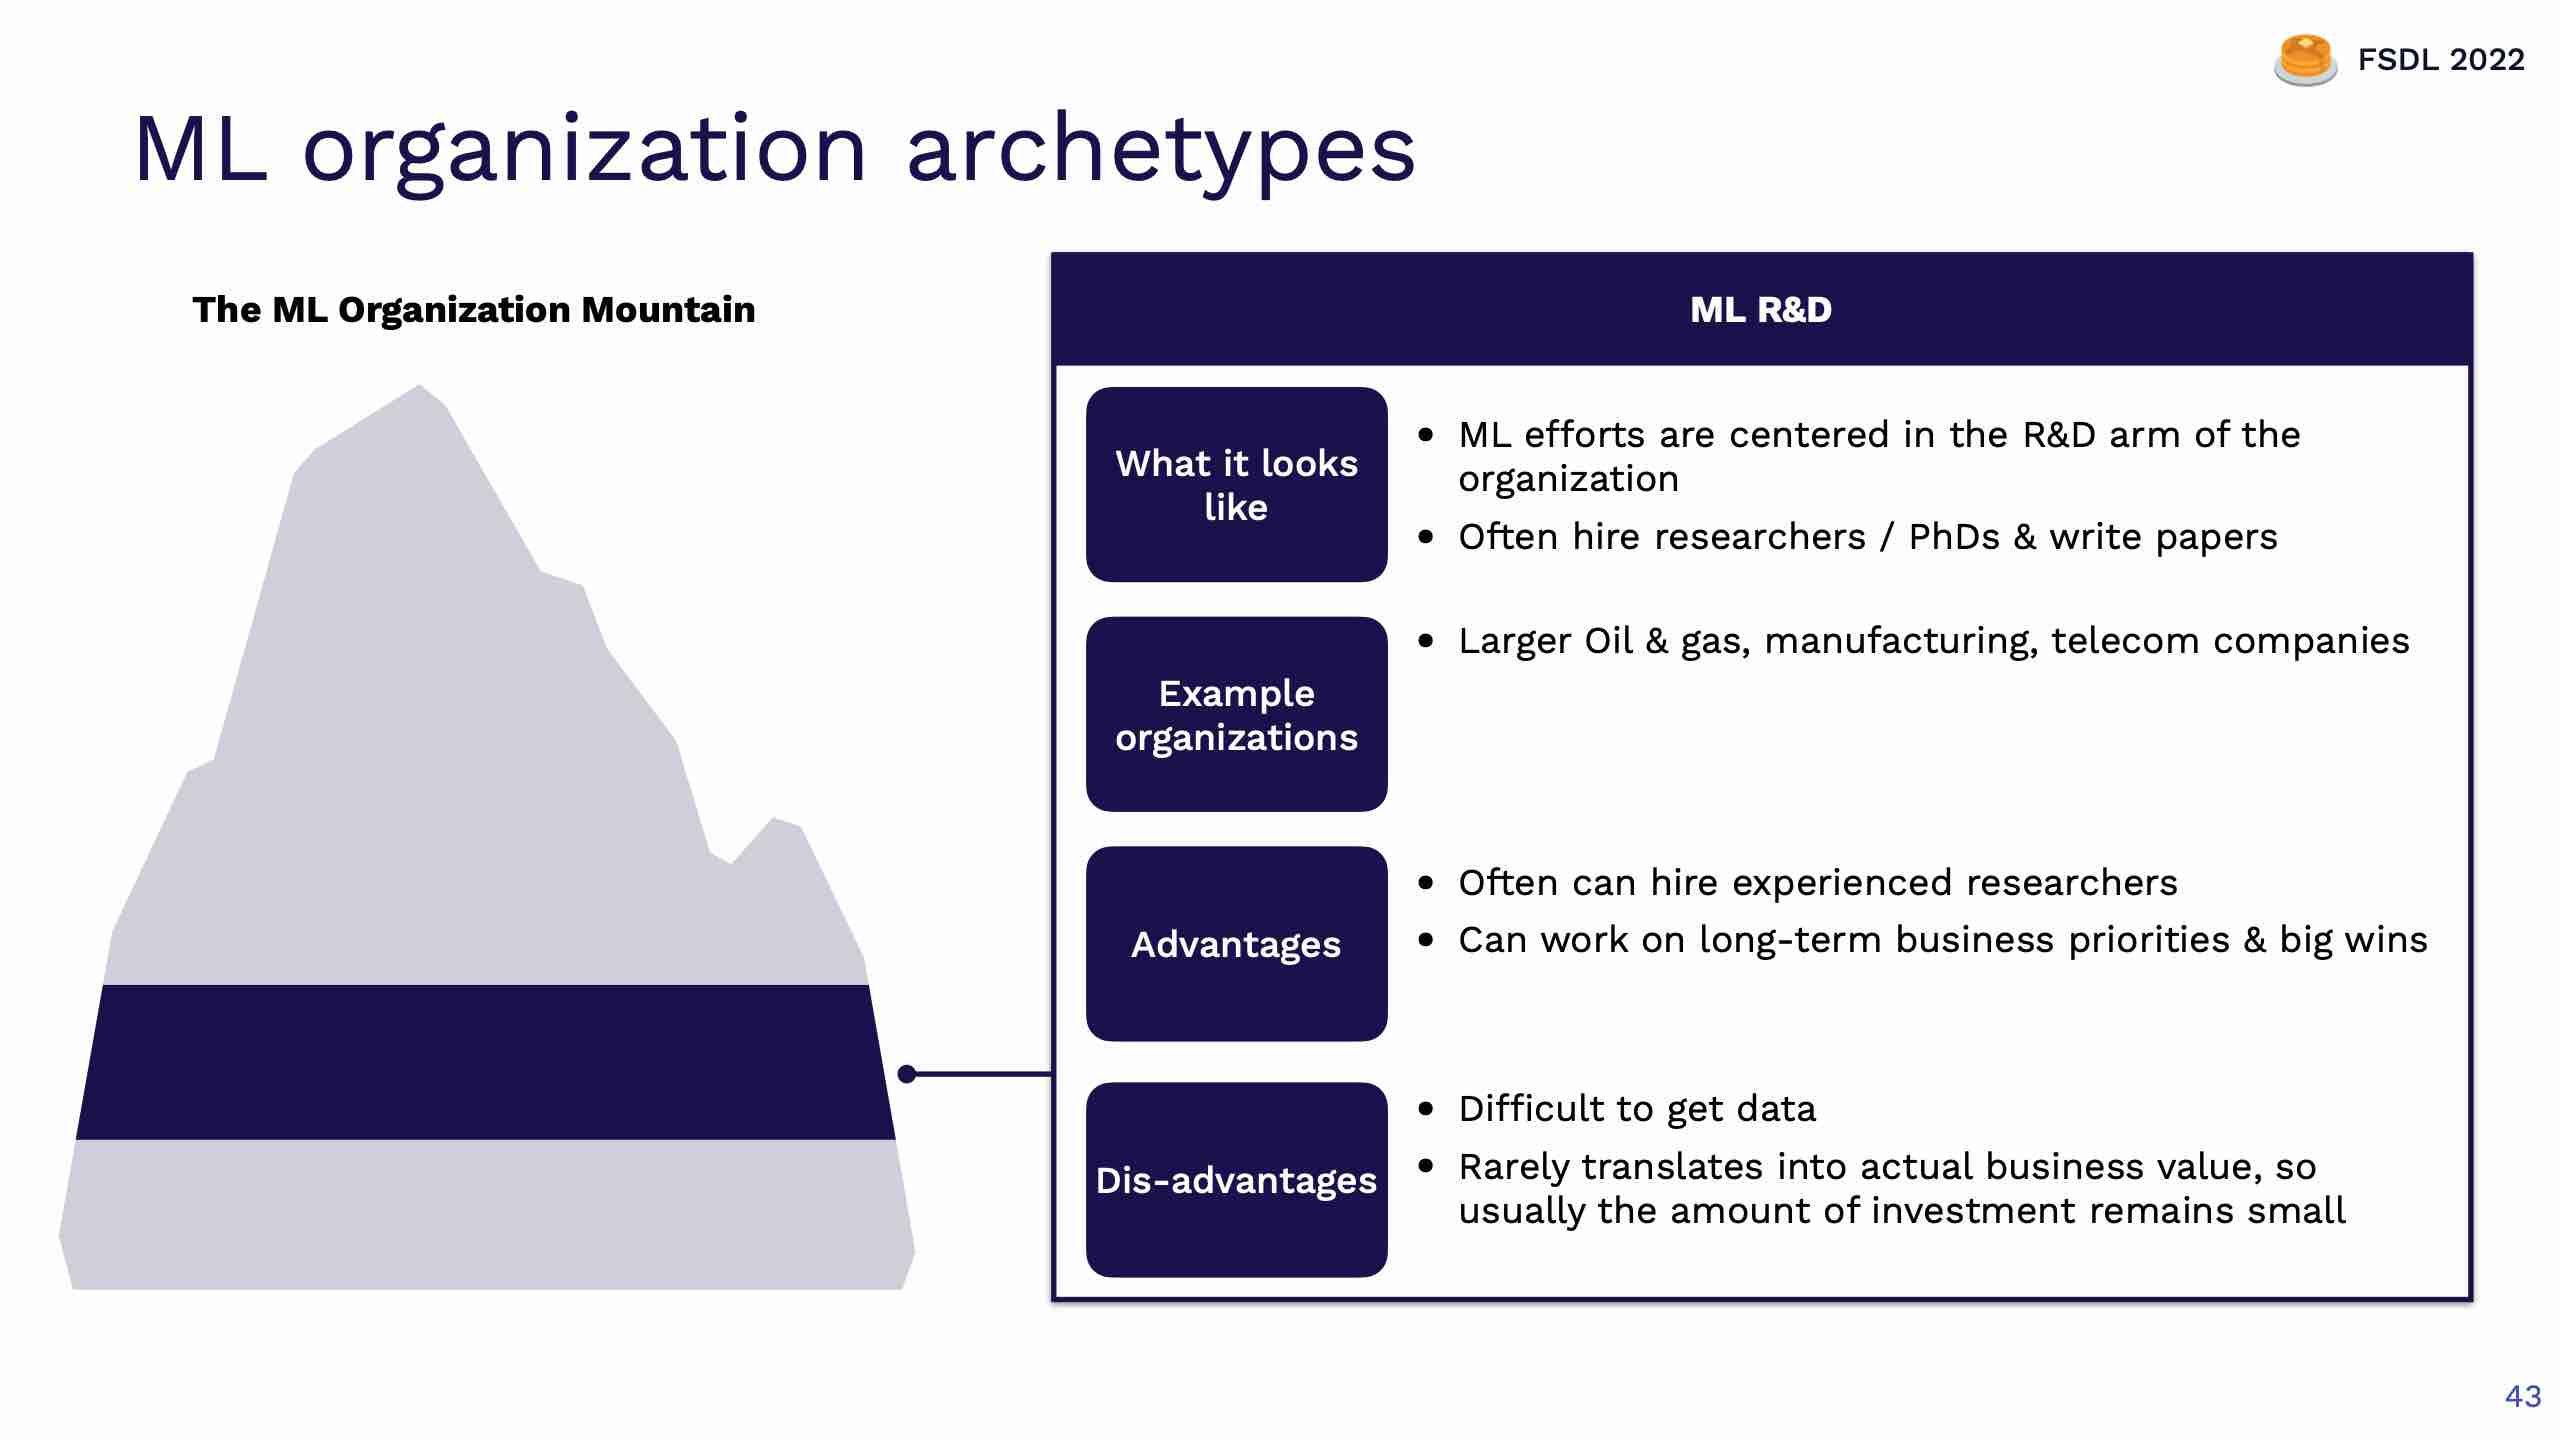 FSDL 2022
ML organization archetypes
The ML Organization Mountain
ML R&D
What it looks
like
• ML efforts are centered in the R&D arm of the
organization
• Often hire researchers / PhDs & write papers
Example
organizations
• Larger Oil & gas, manufacturing, telecom companies
Advantages
• Often can hire experienced researchers
• Can work on long-term business priorities & big wins
Dis-advantages
• Difficult to get data
• Rarely translates into actual business value, so
usually the amount of investment remains small
43